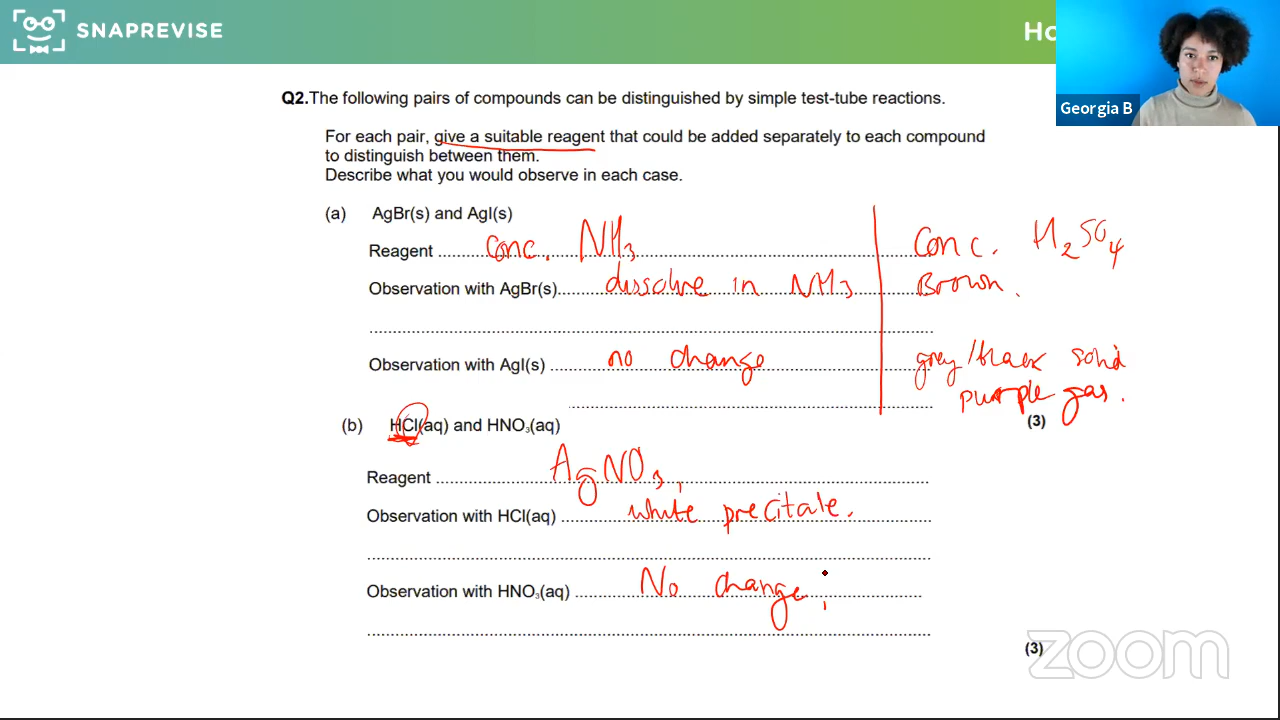 SNAPREVISE
Ho
Georgia B
Q2.The following pairs of compounds can be distinguished by simple test-tube reactions.
For each pair, give a suitable reagent that could be added separately to each compound
to distinguish between them.
Describe what you would observe in each case.
(a) AgBr(s) and AgI(s)
Reagent conc. NH3 Conc. H2SO4
Observation with AgBr(s) dissolve in NH3 Brown.
Observation with AgI(s) no change grey/black solid
purple gas.
(3)
(b) HCl(aq) and HNO3(aq)
Reagent AgNO3,
Observation with HCl(aq) white precitate.
Observation with HNO3(aq) No change
(3)
zoom